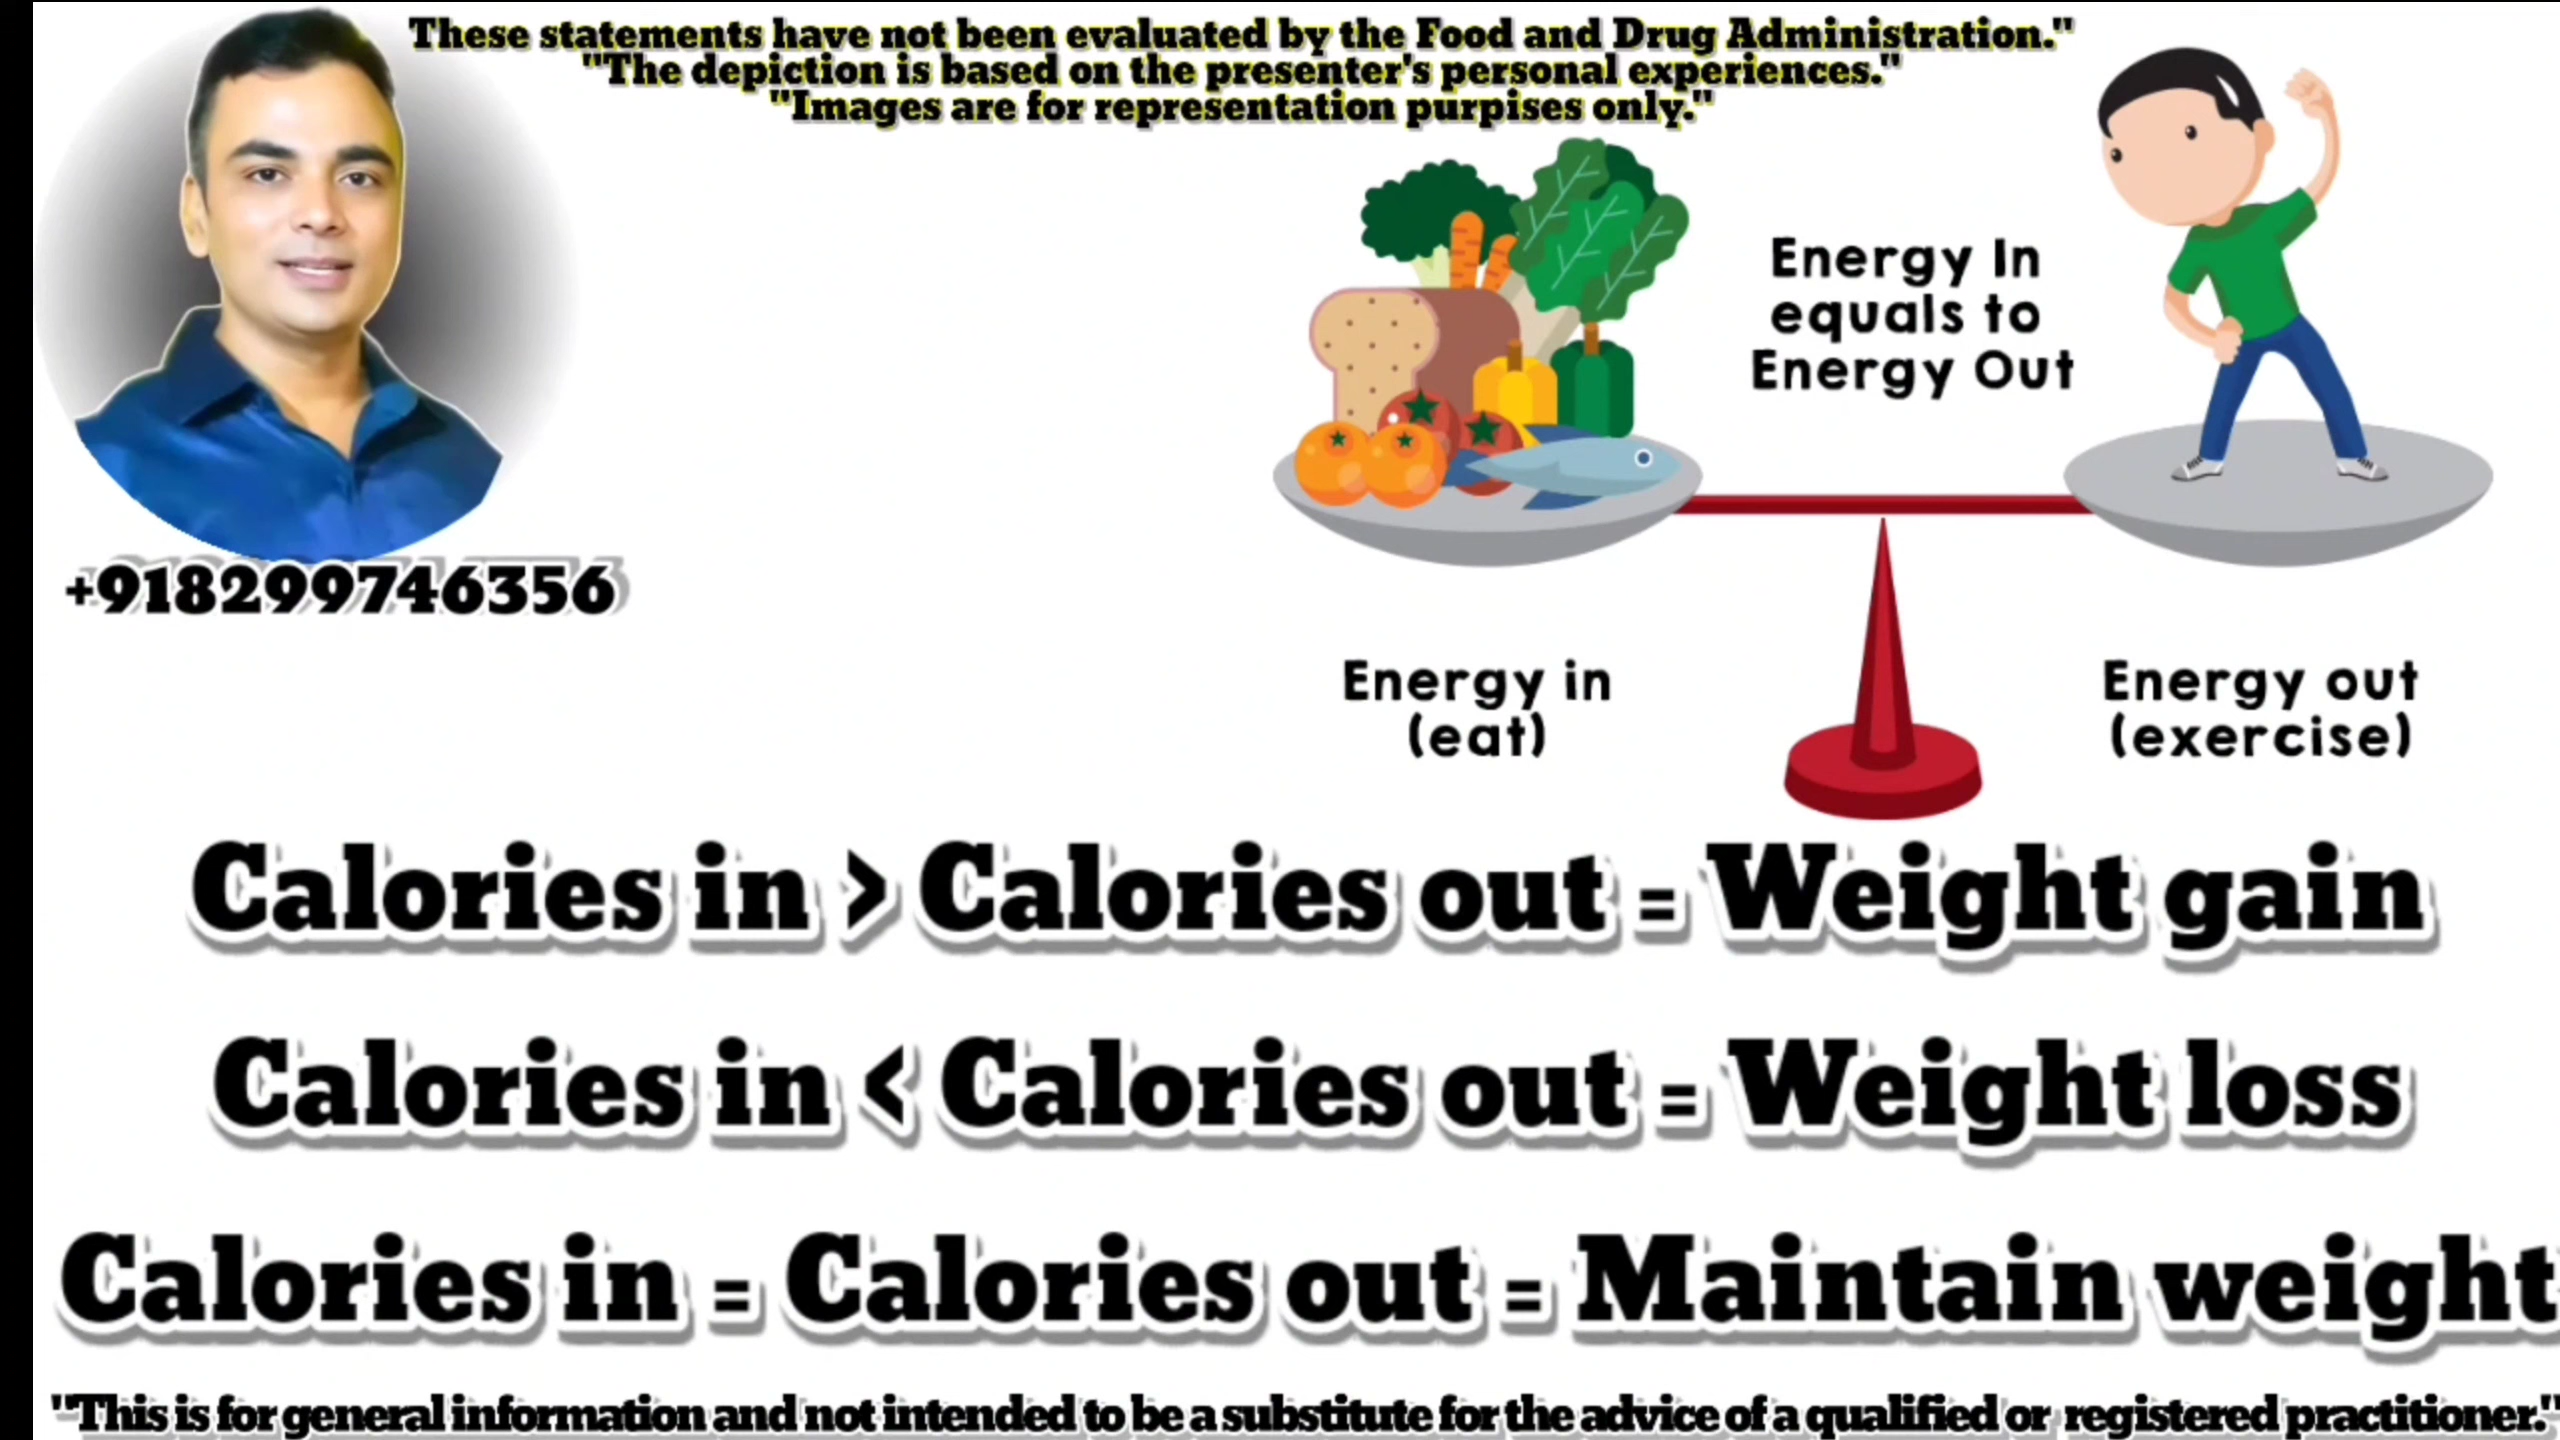 These statements have not been evaluated by the Food and Drug Administration."
"The depiction is based on the presenter's personal experiences."
"Images are for representation purpises only."
Energy In
equals to
Energy Out
+918299746356
Energy in
(eat)
Energy out
(exercise)
Calories in > Calories out = Weight gain
Calories in < Calories out = Weight loss
Calories in = Calories out = Maintain weight
"This is for general information and not intended to be a substitute for the advice of a qualified or registered practitioner."